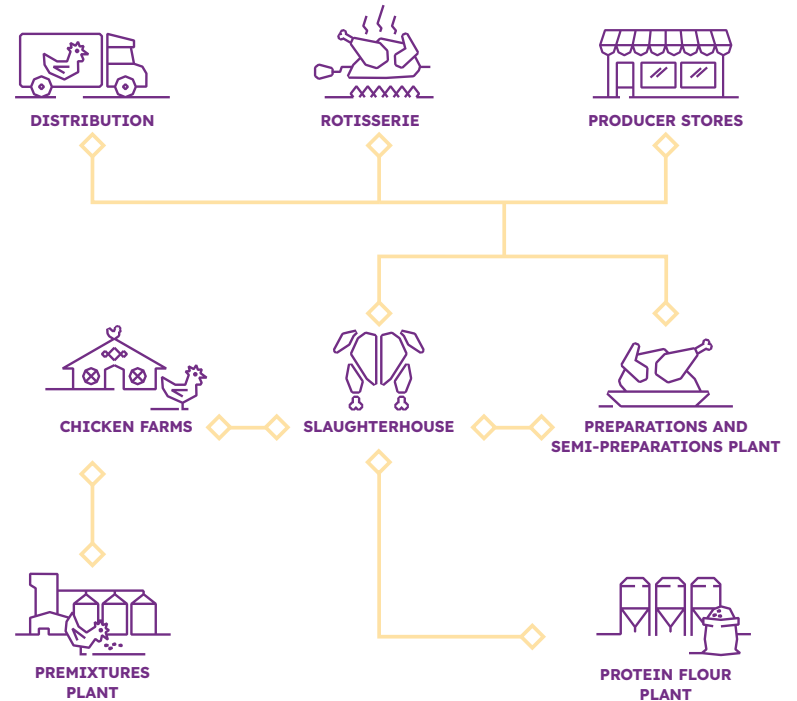 DISTRIBUTION
ROTISSERIE
PRODUCER STORES
CHICKEN FARMS
SLAUGHTERHOUSE
PREPARATIONS AND
SEMI-PREPARATIONS PLANT
PREMIXTURES
PLANT
PROTEIN FLOUR
PLANT